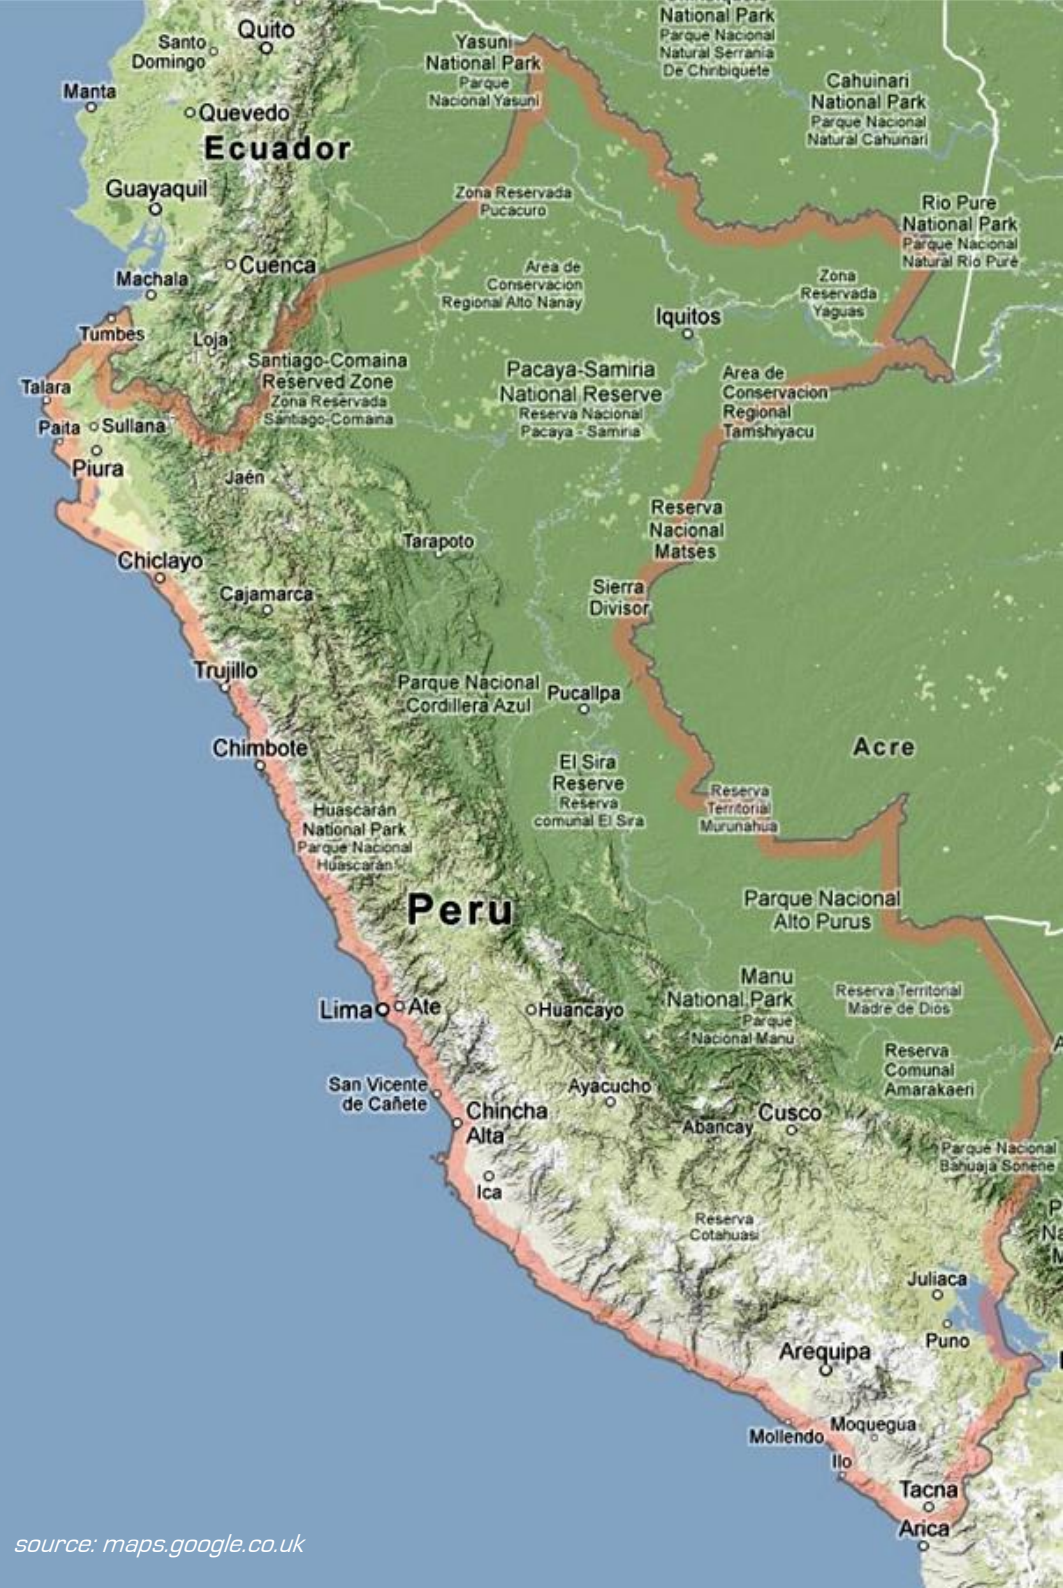 National Park
Parque Nacional
Natural Serrania
De Chiribiquete
Quito
Santo
Domingo
Yasuni
National Park
Parque
Nacional Yasuni
Cahuinari
National Park
Parque Nacional
Natural Cahuinari
Manta
Quevedo
Ecuador
Guayaquil
Zona Reservada
Pucacuro
Rio Pure
National Park
Parque Nacional
Natural Rio Puré
Cuenca
Machala
Area de
Conservacion
Regional Alto Nanay
Zona
Reservada
Yaguas
Iquitos
Tumbes
Loja
Santiago-Comaina
Reserved Zone
Zona Reservada
Santiago-Comaina
Pacaya-Samiria
National Reserve
Reserva Nacional
Pacaya - Samiria
Area de
Conservacion
Regional
Tamshiyacu
Talara
Paita
Sullana
Piura
Jaén
Reserva
Nacional
Matses
Tarapoto
Chiclayo
Cajamarca
Sierra
Divisor
Trujillo
Parque Nacional
Cordillera Azul
Pucallpa
Chimbote
Acre
El Sira
Reserve
Reserva
comunal El Sira
Reserva
Territorial
Murunahua
Huascarán
National Park
Parque Nacional
Huascarán
Peru
Parque Nacional
Alto Purus
Manu
National Park
Parque
Nacional Manu
Reserva Territorial
Madre de Dios
Lima
Ate
Huancayo
Reserva
Comunal
Amarakaeri
San Vicente
de Cañete
Ayacucho
Chincha
Alta
Abancay
Cusco
Parque Nacional
Bahuaja Sonene
Ica
Reserva
Cotahuasi
Juliaca
Puno
Arequipa
Moquegua
Mollendo
Ilo
Tacna
Arica
source: maps.google.co.uk